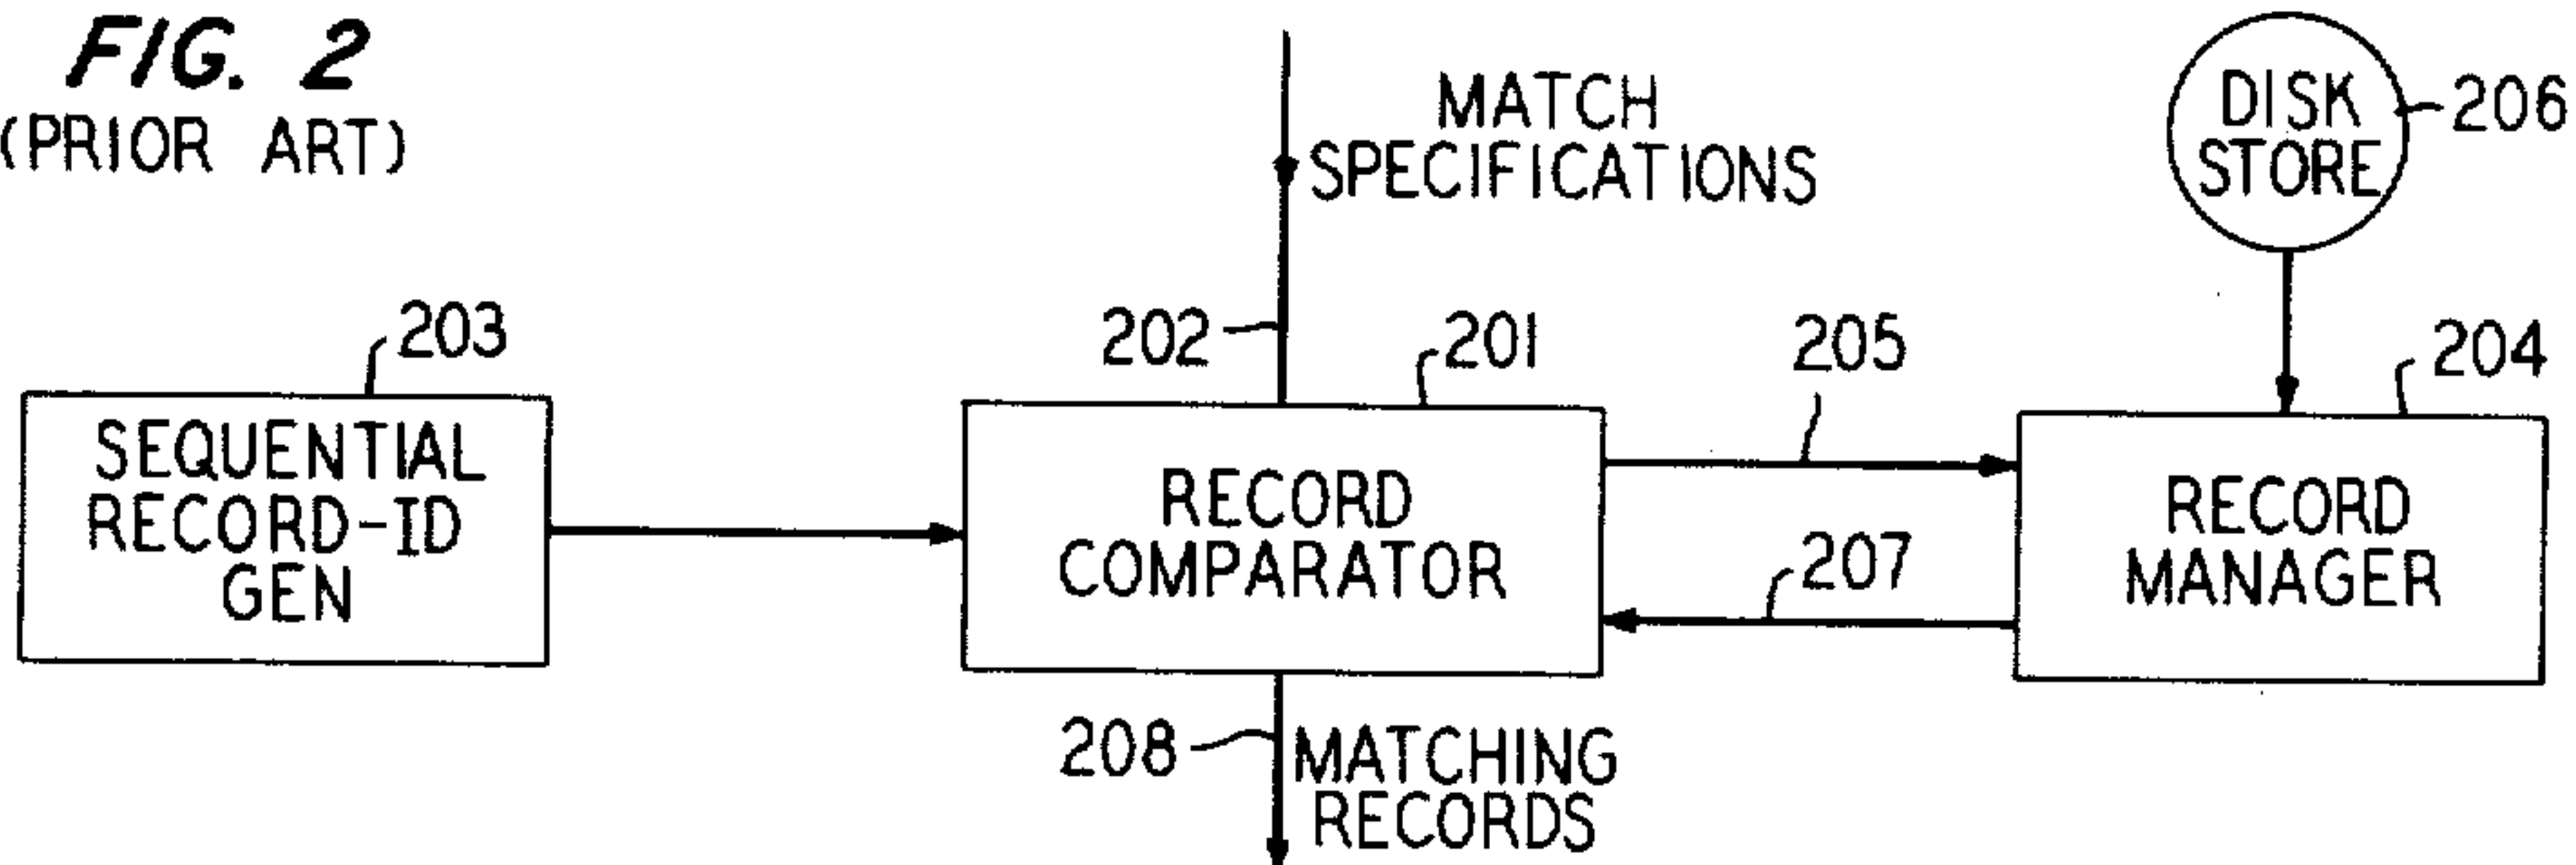 FIG. 2
(PRIOR ART)
MATCH
SPECIFICATIONS
DISK
STORE
206
202
203
201
205
204
SEQUENTIAL
RECORD-ID
GEN
RECORD
COMPARATOR
207
RECORD
MANAGER
208
MATCHING
RECORDS